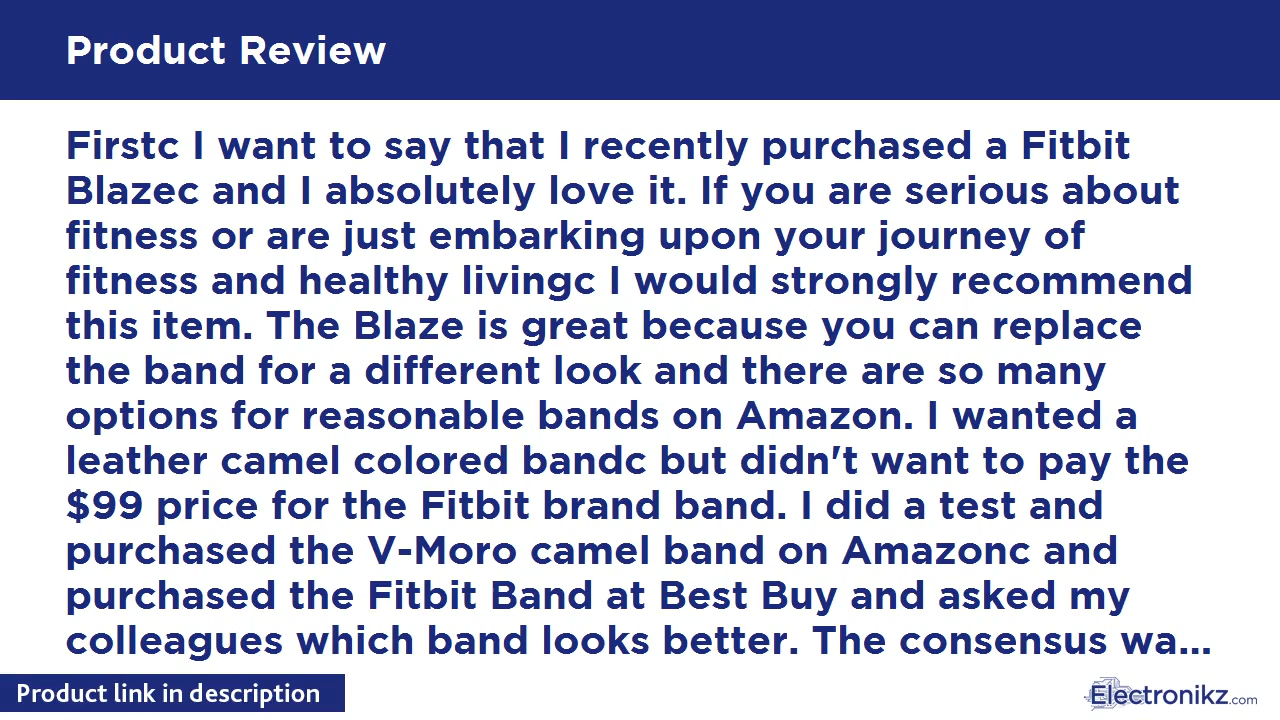 Product Review
Firstc I want to say that I recently purchased a Fitbit
Blazec and I absolutely love it. If you are serious about
fitness or are just embarking upon your journey of
fitness and healthy livingc I would strongly recommend
this item. The Blaze is great because you can replace
the band for a different look and there are so many
options for reasonable bands on Amazon. I wanted a
leather camel colored bandc but didn't want to pay the
$99 price for the Fitbit brand band. I did a test and
purchased the V-Moro camel band on Amazonc and
purchased the Fitbit Band at Best Buy and asked my
colleagues which band looks better. The consensus wa...
Product link in description
Electronikz.com